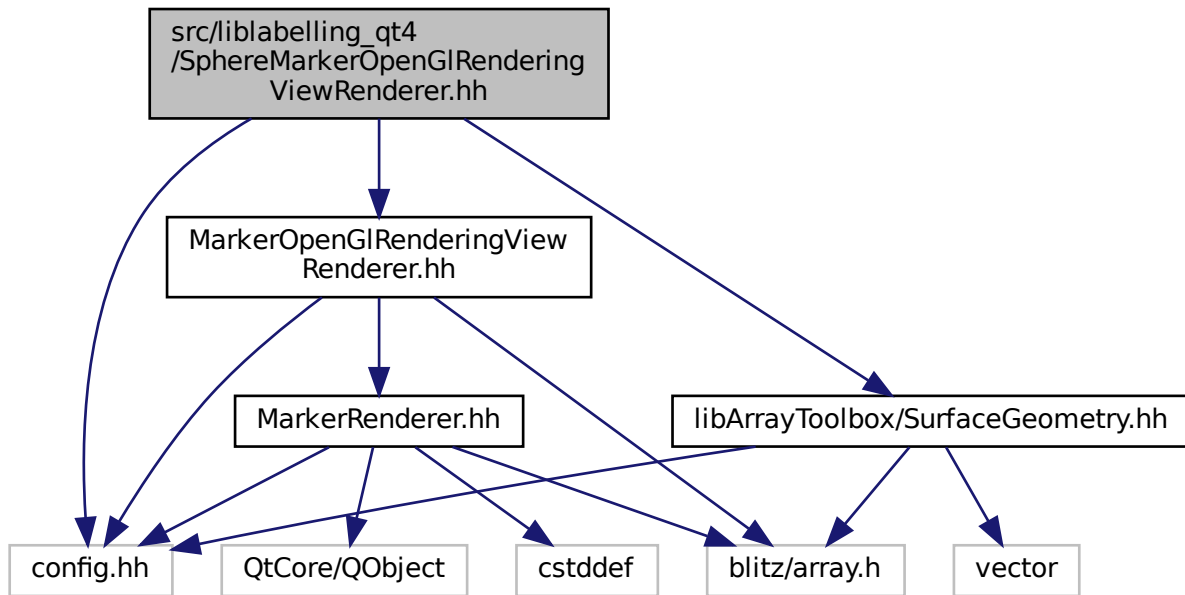 src/liblabelling_qt4
/SphereMarkerOpenGlRendering
ViewRenderer.hh
MarkerOpenGlRenderingView
Renderer.hh
MarkerRenderer.hh
libArrayToolbox/SurfaceGeometry.hh
config.hh
QtCore/QObject
cstddef
blitz/array.h
vector